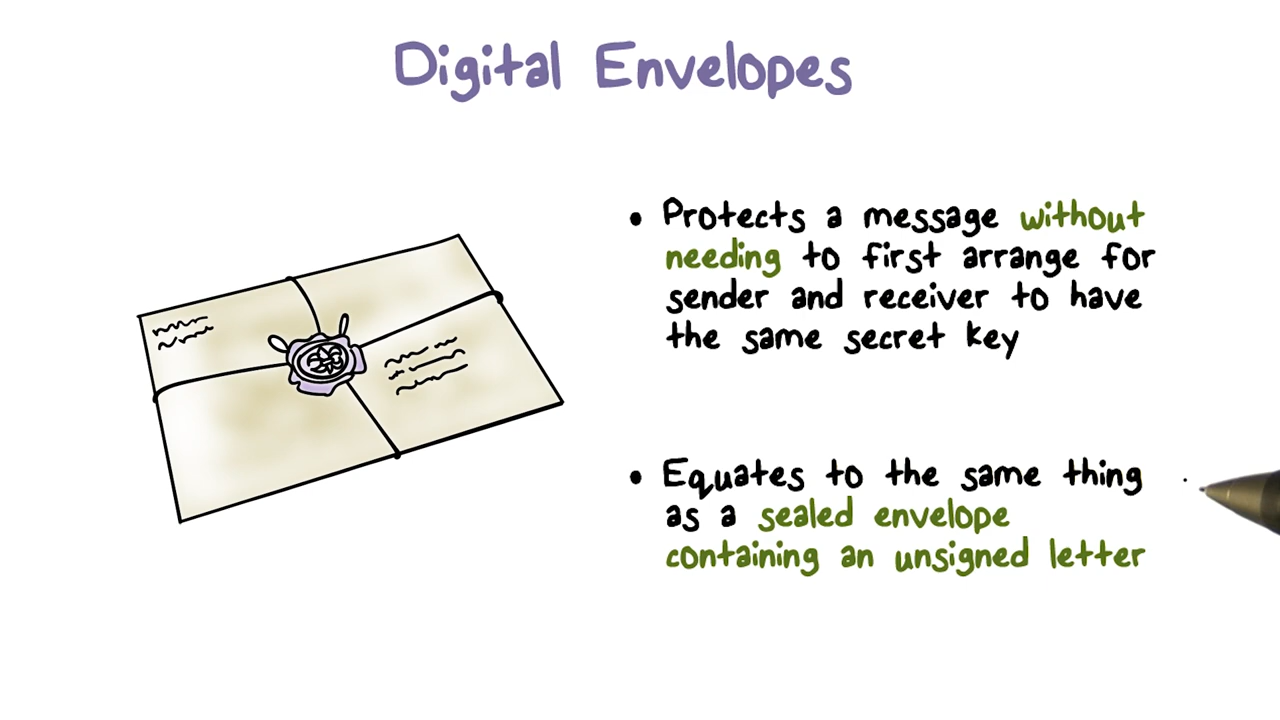 Digital Envelopes
• Protects a message without
needing to first arrange for
sender and receiver to have
the same secret key
• Equates to the same thing
as a sealed envelope
containing an unsigned letter